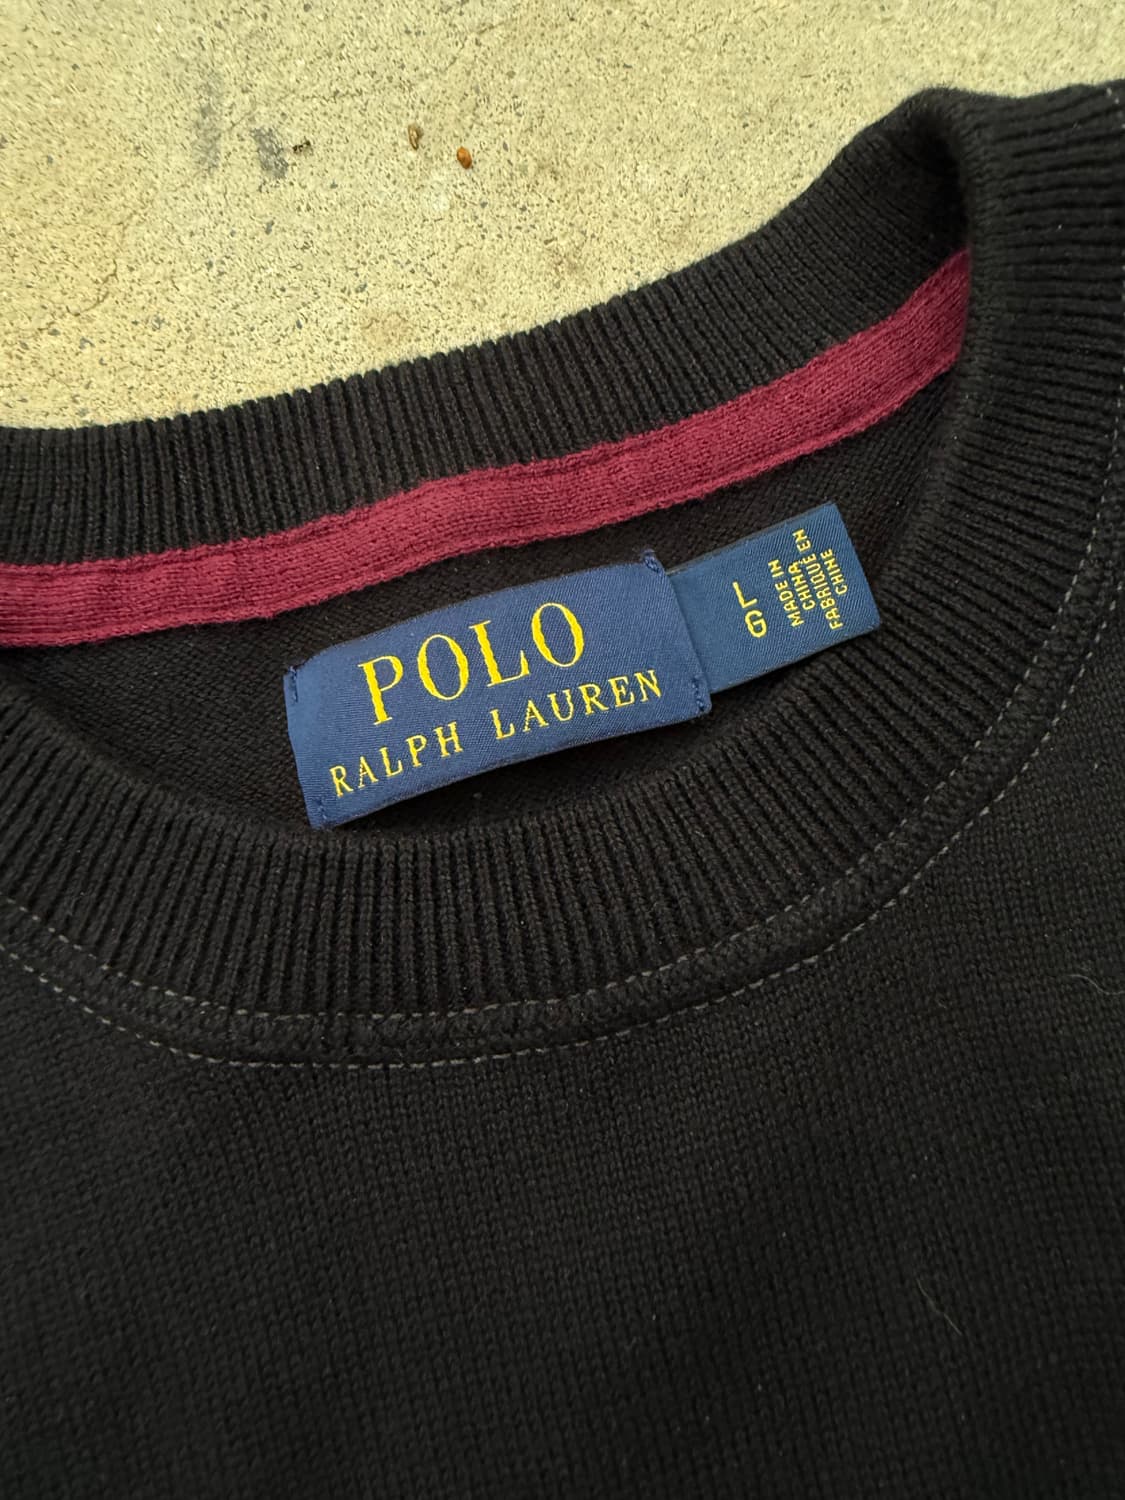 POLO
RALPH LAUREN
L
G
MADE IN
CHINA
FABRIQUE EN
CHINE